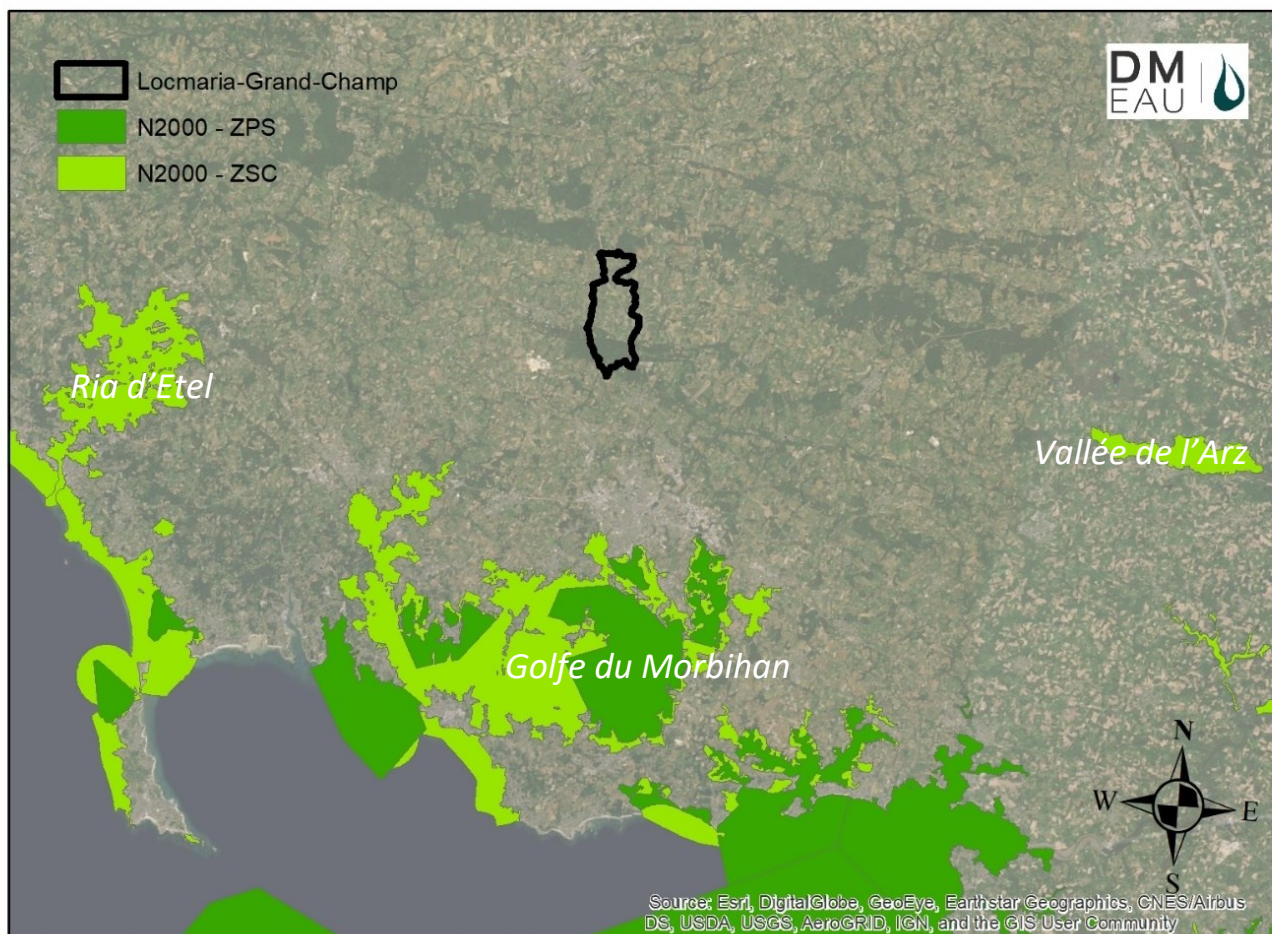 Locmaria-Grand-Champ
N2000 - ZPS
N2000 - ZSC
DM
EAU
Ria d'Etel
Vallée de l'Arz
Golfe du Morbihan
N
W
E
S
Source: Esri, DigitalGlobe, GeoEye, Earthstar Geographics, CNES/Airbus
DS, USDA, USGS, AeroGRID, IGN, and the GIS User Community